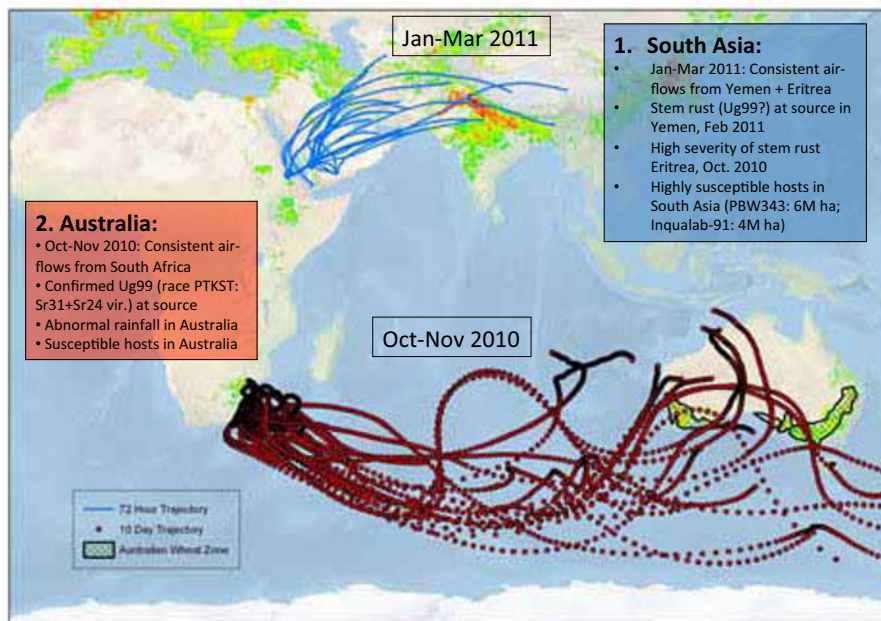 Jan-Mar 2011
1. South Asia:
• Jan-Mar 2011: Consistent air-
flows from Yemen + Eritrea
• Stem rust (Ug99?) at source in
Yemen, Feb 2011
• High severity of stem rust
Eritrea, Oct. 2010
• Highly susceptible hosts in
South Asia (PBW343: 6M ha;
Inqualab-91: 4M ha)
2. Australia:
• Oct-Nov 2010: Consistent air-
flows from South Africa
• Confirmed Ug99 (race PTKST:
Sr31+Sr24 vir.) at source
• Abnormal rainfall in Australia
• Susceptible hosts in Australia
Oct-Nov 2010
72 Hour Trajectory
10 Day Trajectory
Australian Wheat Zone